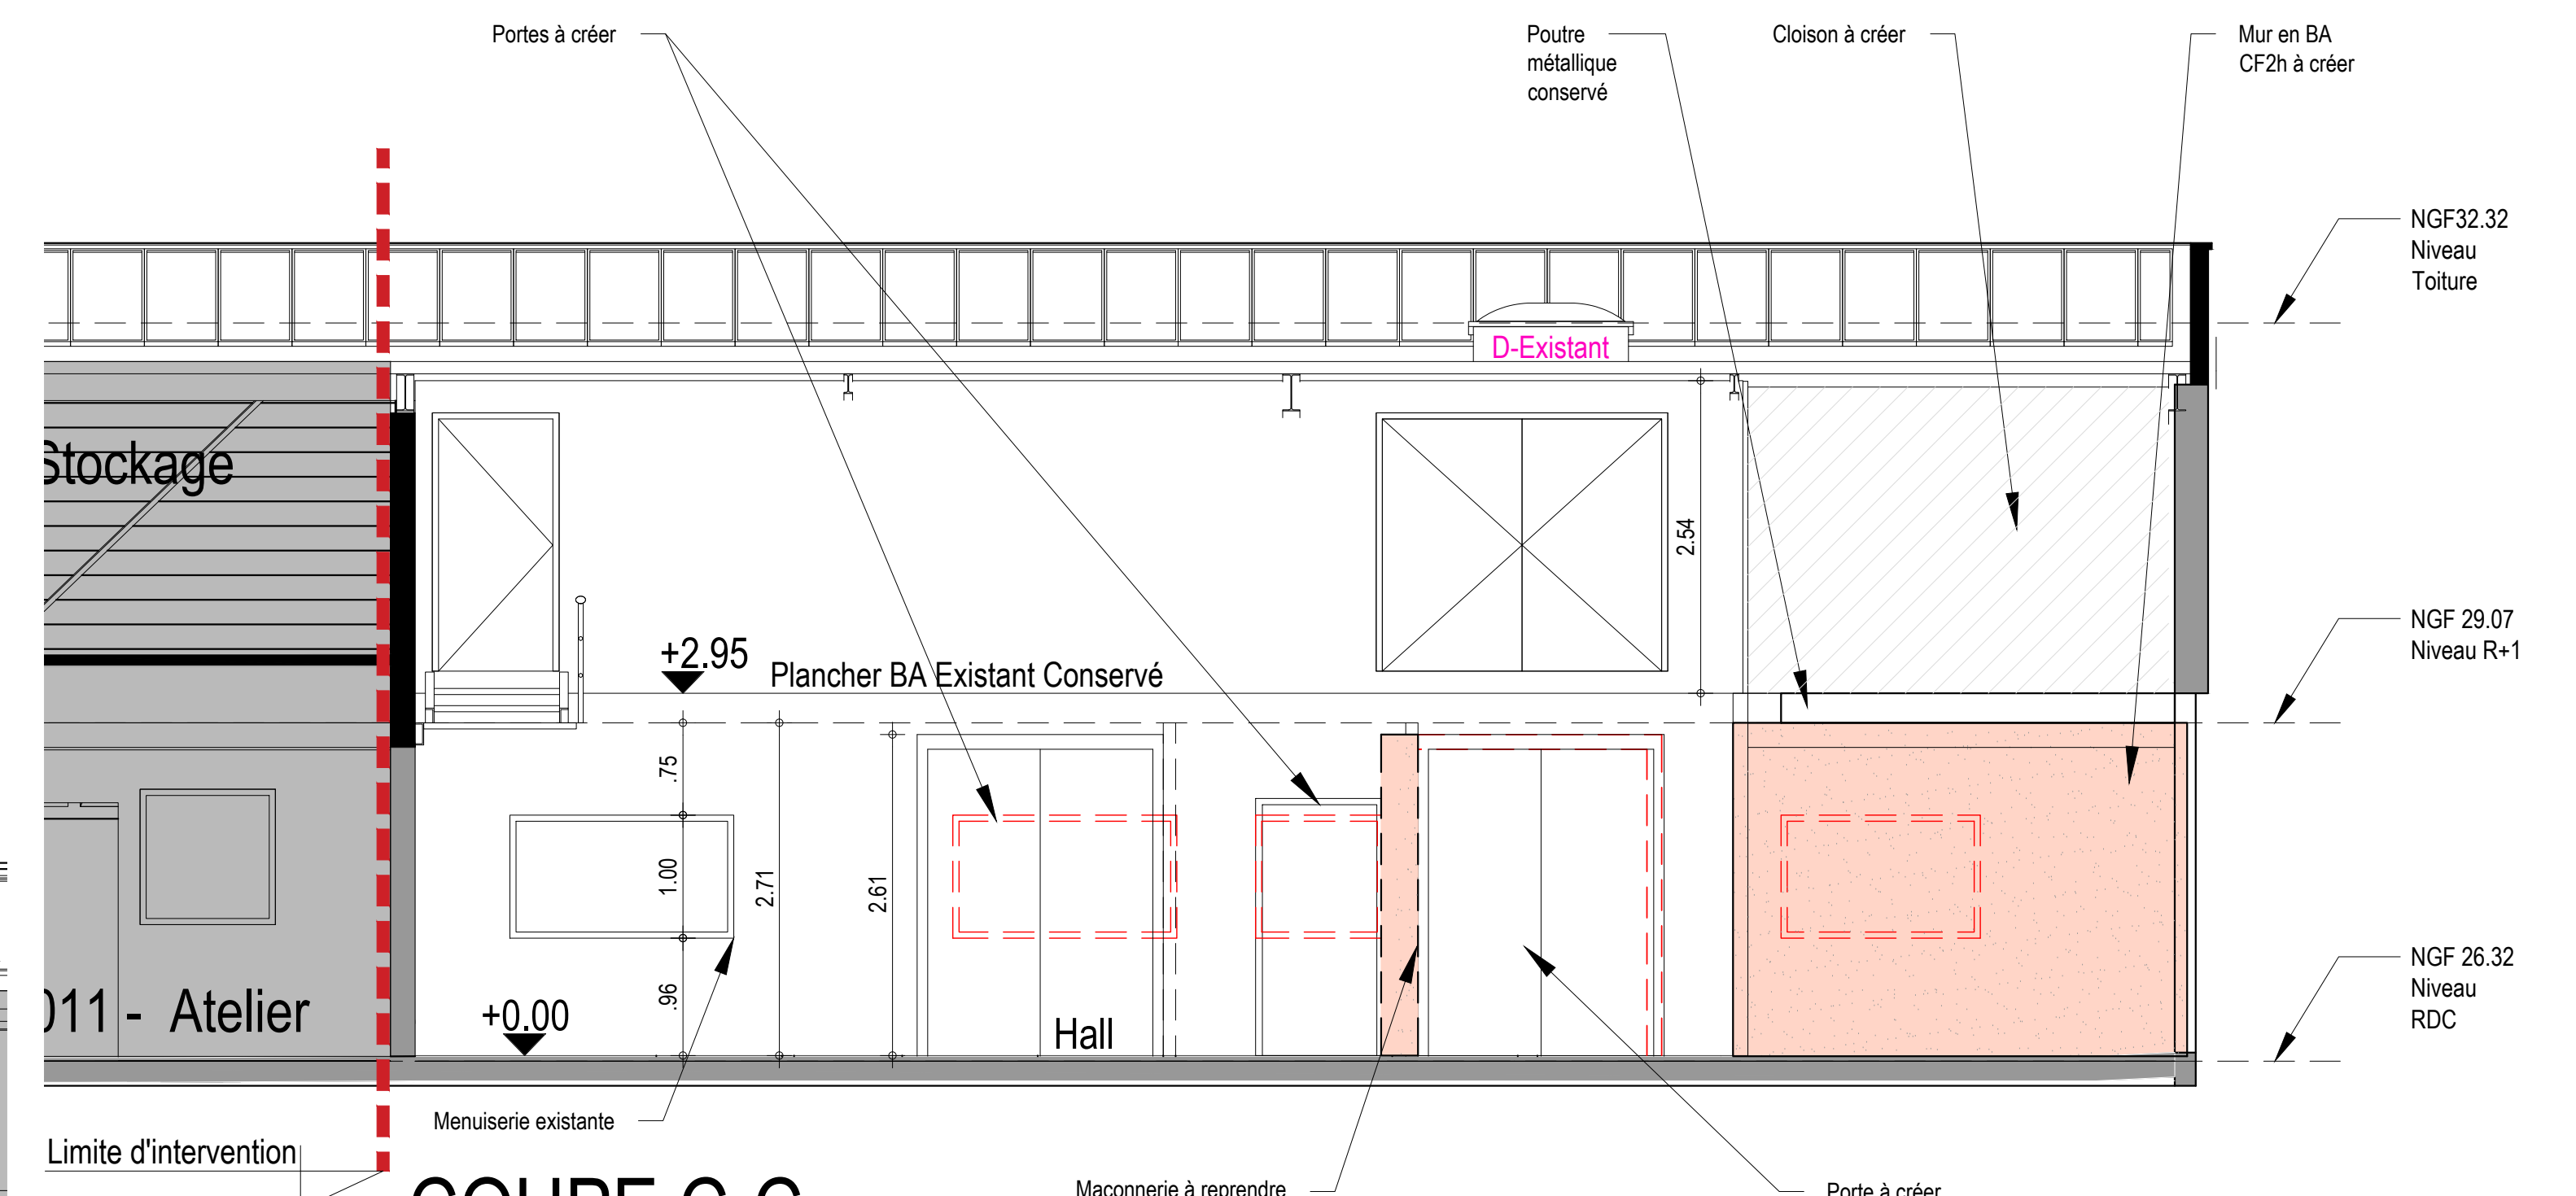 Portes à créer
Poutre
métallique
conservé
Cloison à créer
Mur en BA
CF2h à créer
NGF32.32
Niveau
Toiture
D-Existant
Stockage
2.54
NGF 29.07
Niveau R+1
+2.95
Plancher BA Existant Conservé
.75
1.00
2.71
2.61
.96
011 - Atelier
+0.00
Hall
NGF 26.32
Niveau
RDC
Menuiserie existante
Limite d'intervention
Maçonnerie à reprendre
Porte à créer